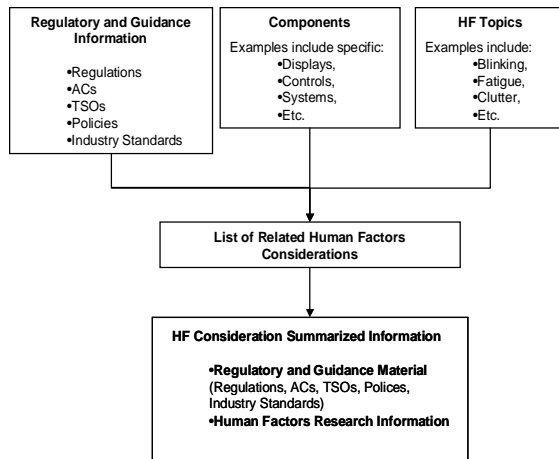 Regulatory and Guidance
Information
•Regulations
•ACs
•TSOs
•Policies
•Industry Standards
Components
Examples include specific:
•Displays,
•Controls,
•Systems,
•Etc.
HF Topics
Examples include:
•Blinking,
•Fatigue,
•Clutter,
•Etc.
List of Related Human Factors
Considerations
HF Consideration Summarized Information
•Regulatory and Guidance Material
(Regulations, ACs, TSOs, Polices,
Industry Standards)
•Human Factors Research Information